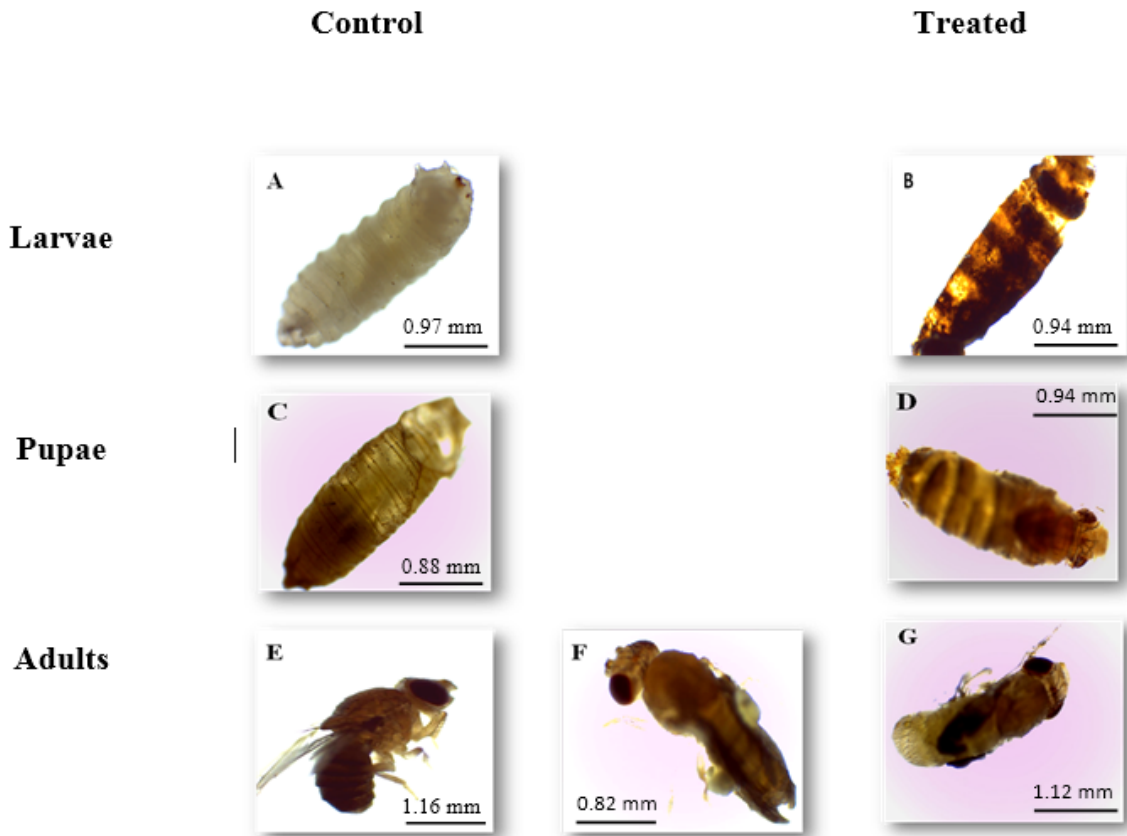 Control
Treated
Larvae
A
0.97 mm
B
0.94 mm
Pupae
C
0.88 mm
D
0.94 mm
Adults
E
1.16 mm
F
0.82 mm
G
1.12 mm